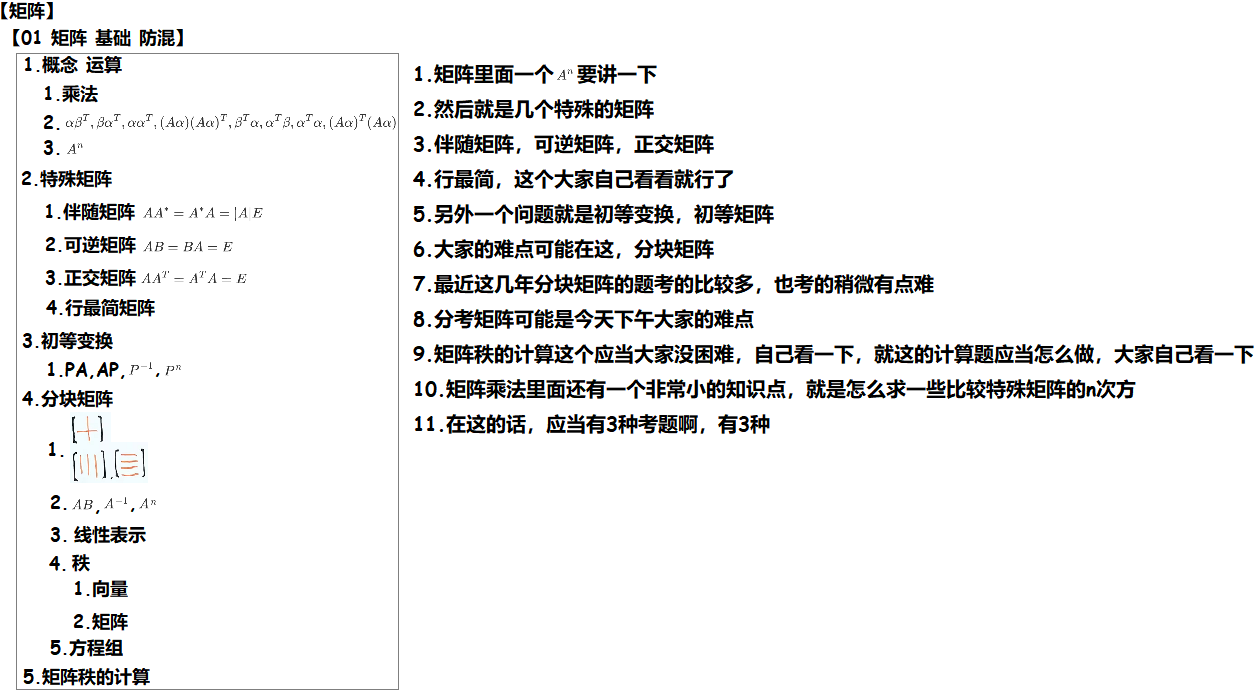 【矩阵】
【01 矩阵 基础 防混】
1.概念 运算
1.乘法
2. αβ^T, βα^T, αα^T, (Aα)(Aα)^T, β^Tα, α^Tβ, α^Tα, (Aα)^T(Aα)
3. A^n
2.特殊矩阵
1.伴随矩阵 AA* = A*A = |A|E
2.可逆矩阵 AB = BA = E
3.正交矩阵 AA^T = A^TA = E
4.行最简矩阵
3.初等变换
1.PA,AP, P^{-1}, P^n
4.分块矩阵
1.
2. AB, A^{-1}, A^n
3. 线性表示
4. 秩
1.向量
2.矩阵
5.方程组
5.矩阵秩的计算
1.矩阵里面一个 A^n 要讲一下
2.然后就是几个特殊的矩阵
3.伴随矩阵，可逆矩阵，正交矩阵
4.行最简，这个大家自己看看就行了
5.另外一个问题就是初等变换，初等矩阵
6.大家的难点可能在这，分块矩阵
7.最近这几年分块矩阵的题考的比较多，也考的稍微有点难
8.分考矩阵可能是今天下午大家的难点
9.矩阵秩的计算这个应当大家没困难，自己看一下，就这的计算题应当怎么做，大家自己看一下
10.矩阵乘法里面还有一个非常小的知识点，就是怎么求一些比较特殊矩阵的n次方
11.在这的话，应当有3种考题啊，有3种